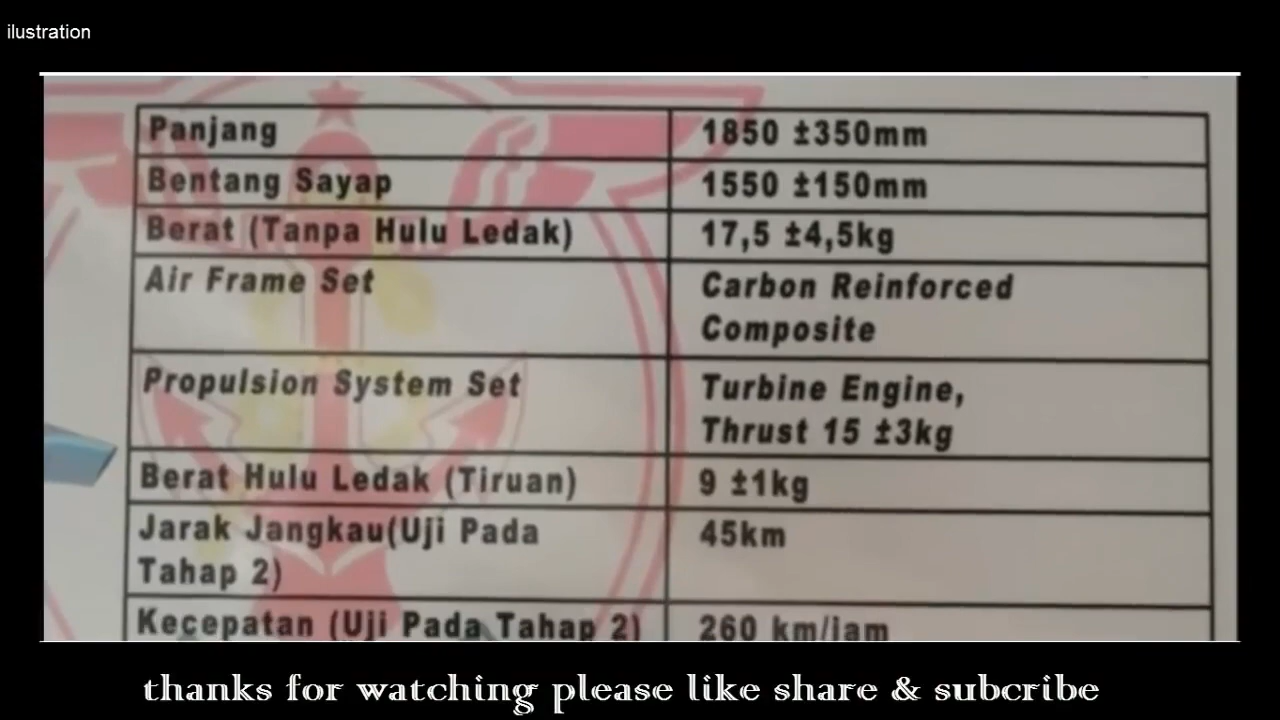 ilustration
Panjang 1850 ±350mm
Bentang Sayap 1550 ±150mm
Berat (Tanpa Hulu Ledak) 17,5 ±4,5kg
Air Frame Set Carbon Reinforced
Composite
Propulsion System Set Turbine Engine,
Thrust 15 ±3kg
Berat Hulu Ledak (Tiruan) 9 ±1kg
Jarak Jangkau(Uji Pada 45km
Tahap 2)
Kecepatan (Uji Pada Tahap 2) 260 km/jam
thanks for watching please like share & subcribe